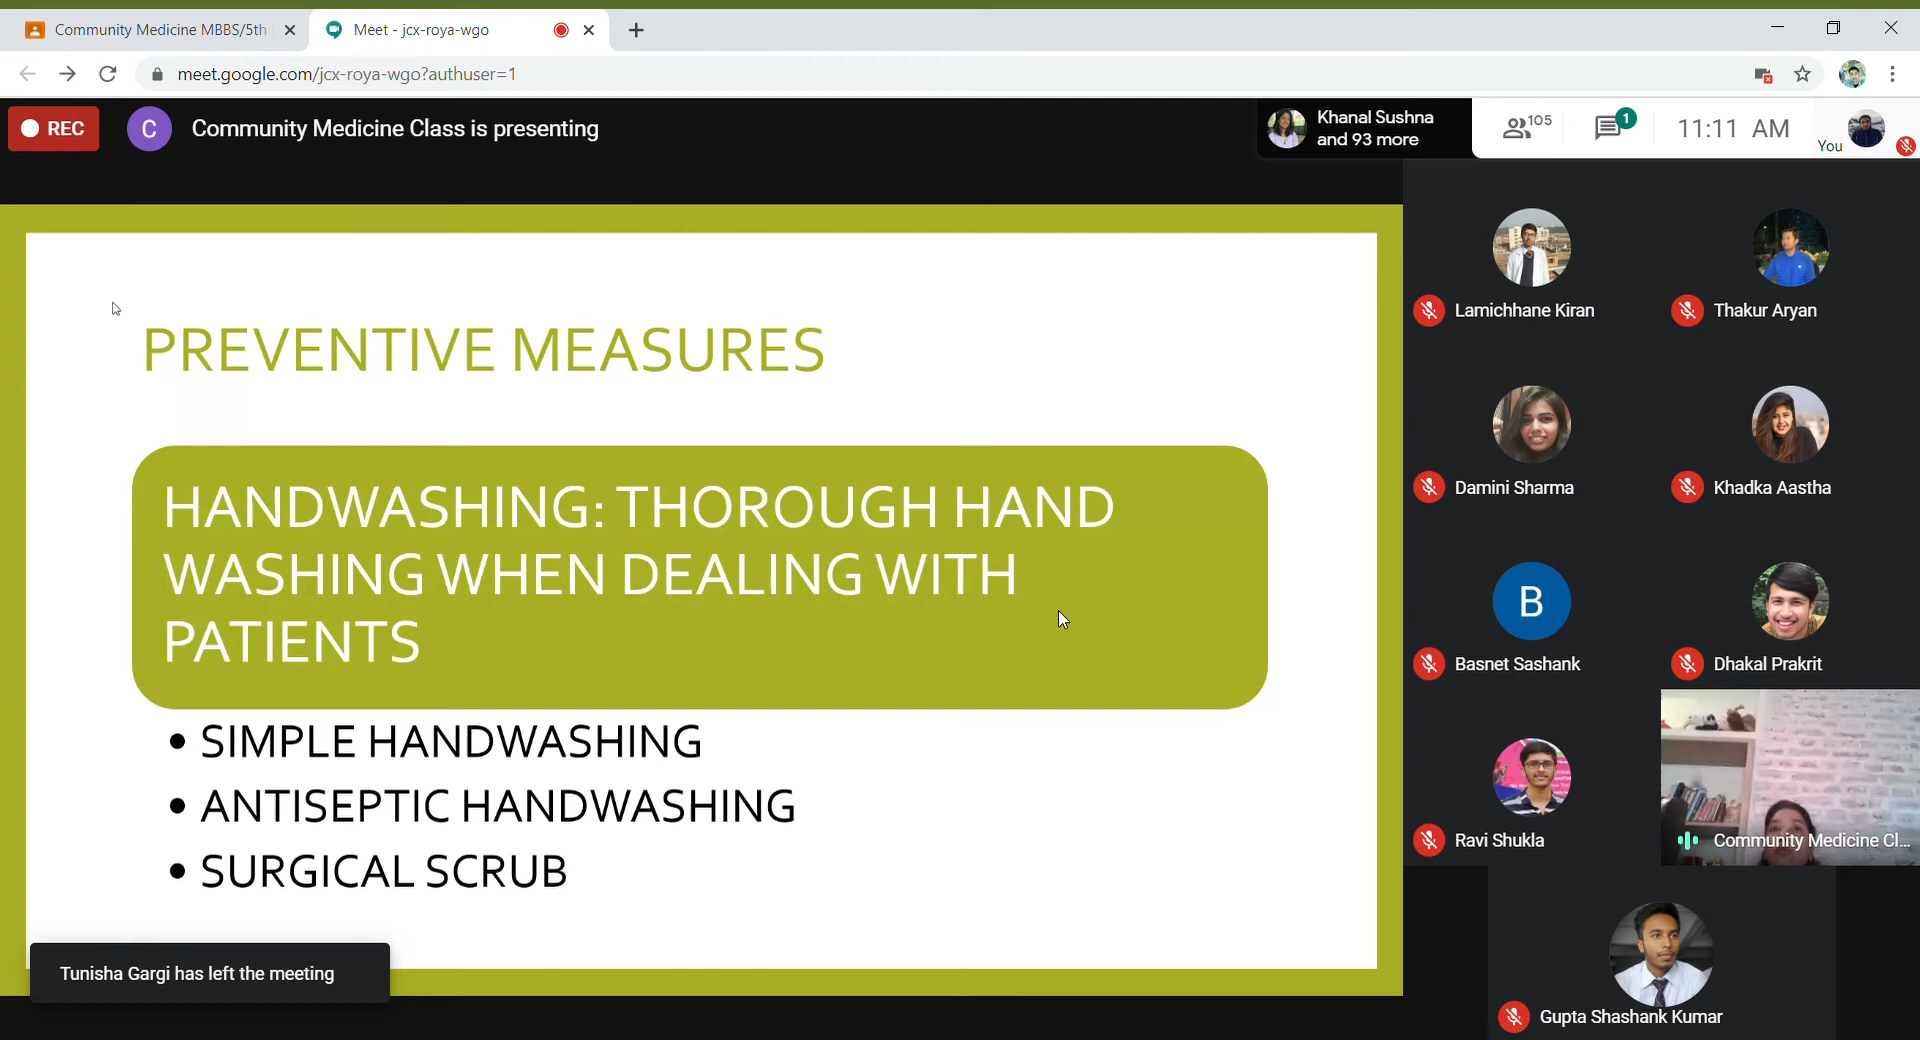 Community Medicine MBBS/5th
Meet - jcx-roya-wgo
meet.google.com/jcx-roya-wgo?authuser=1
REC
C
Community Medicine Class is presenting
Khanal Sushna
and 93 more
105
1
11:11 AM
You
PREVENTIVE MEASURES
HANDWASHING: THOROUGH HAND
WASHING WHEN DEALING WITH
PATIENTS
• SIMPLE HANDWASHING
• ANTISEPTIC HANDWASHING
• SURGICAL SCRUB
Tunisha Gargi has left the meeting
Lamichhane Kiran
Thakur Aryan
Damini Sharma
Khadka Aastha
B
Basnet Sashank
Dhakal Prakrit
Ravi Shukla
Community Medicine Cl...
Gupta Shashank Kumar